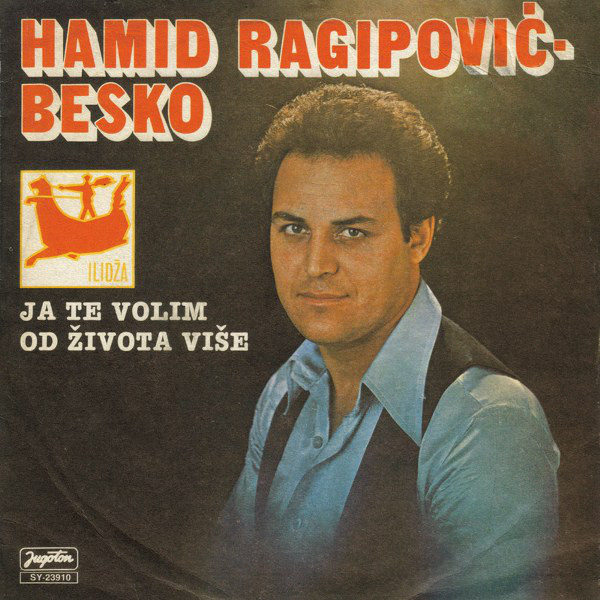 HAMID RAGIPOVIĆ-
BESKO
ILIDŽA
JA TE VOLIM
OD ŽIVOTA VIŠE
Jugoton
SY-23910